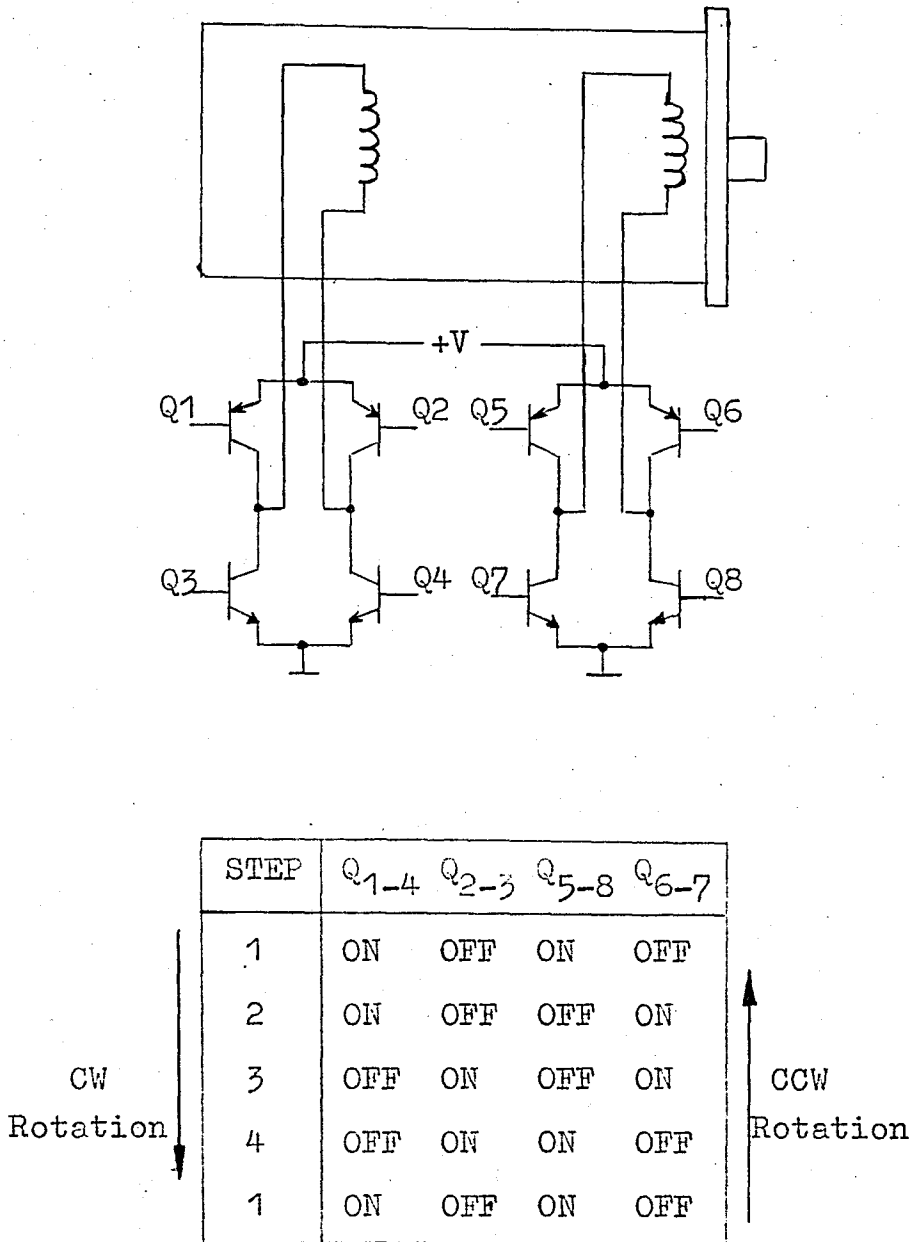 +V
Q1 Q2 Q5 Q6
Q3 Q4 Q7 Q8
STEP Q1-4 Q2-3 Q5-8 Q6-7
1 ON OFF ON OFF
2 ON OFF OFF ON
3 OFF ON OFF ON
CW CCW
Rotation Rotation
4 OFF ON ON OFF
1 ON OFF ON OFF